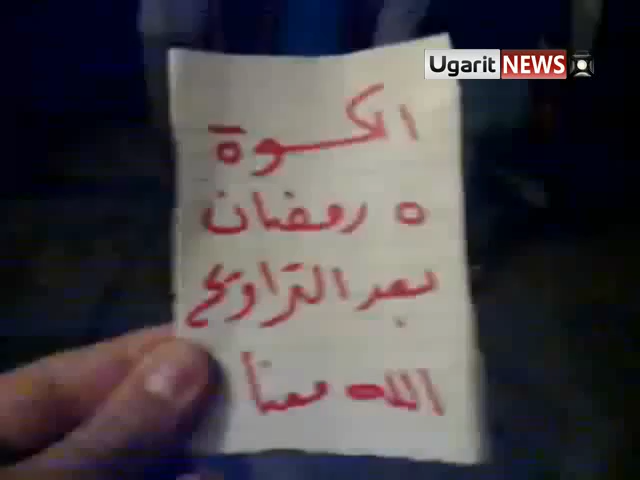 Ugarit NEWS
الكسوة
٥ رمضان
بعد التراويح
الله معنا